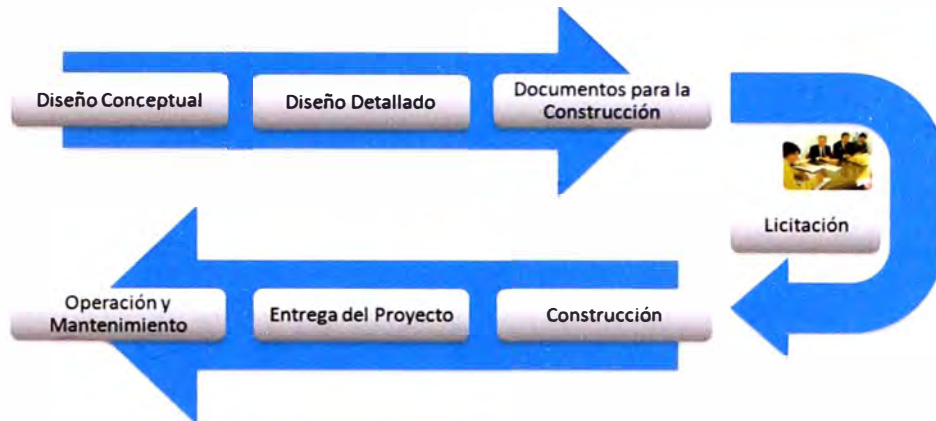 Diseño Conceptual
Diseño Detallado
Documentos para la
Construcción
Licitación
Construcción
Entrega del Proyecto
Operación y
Mantenimiento